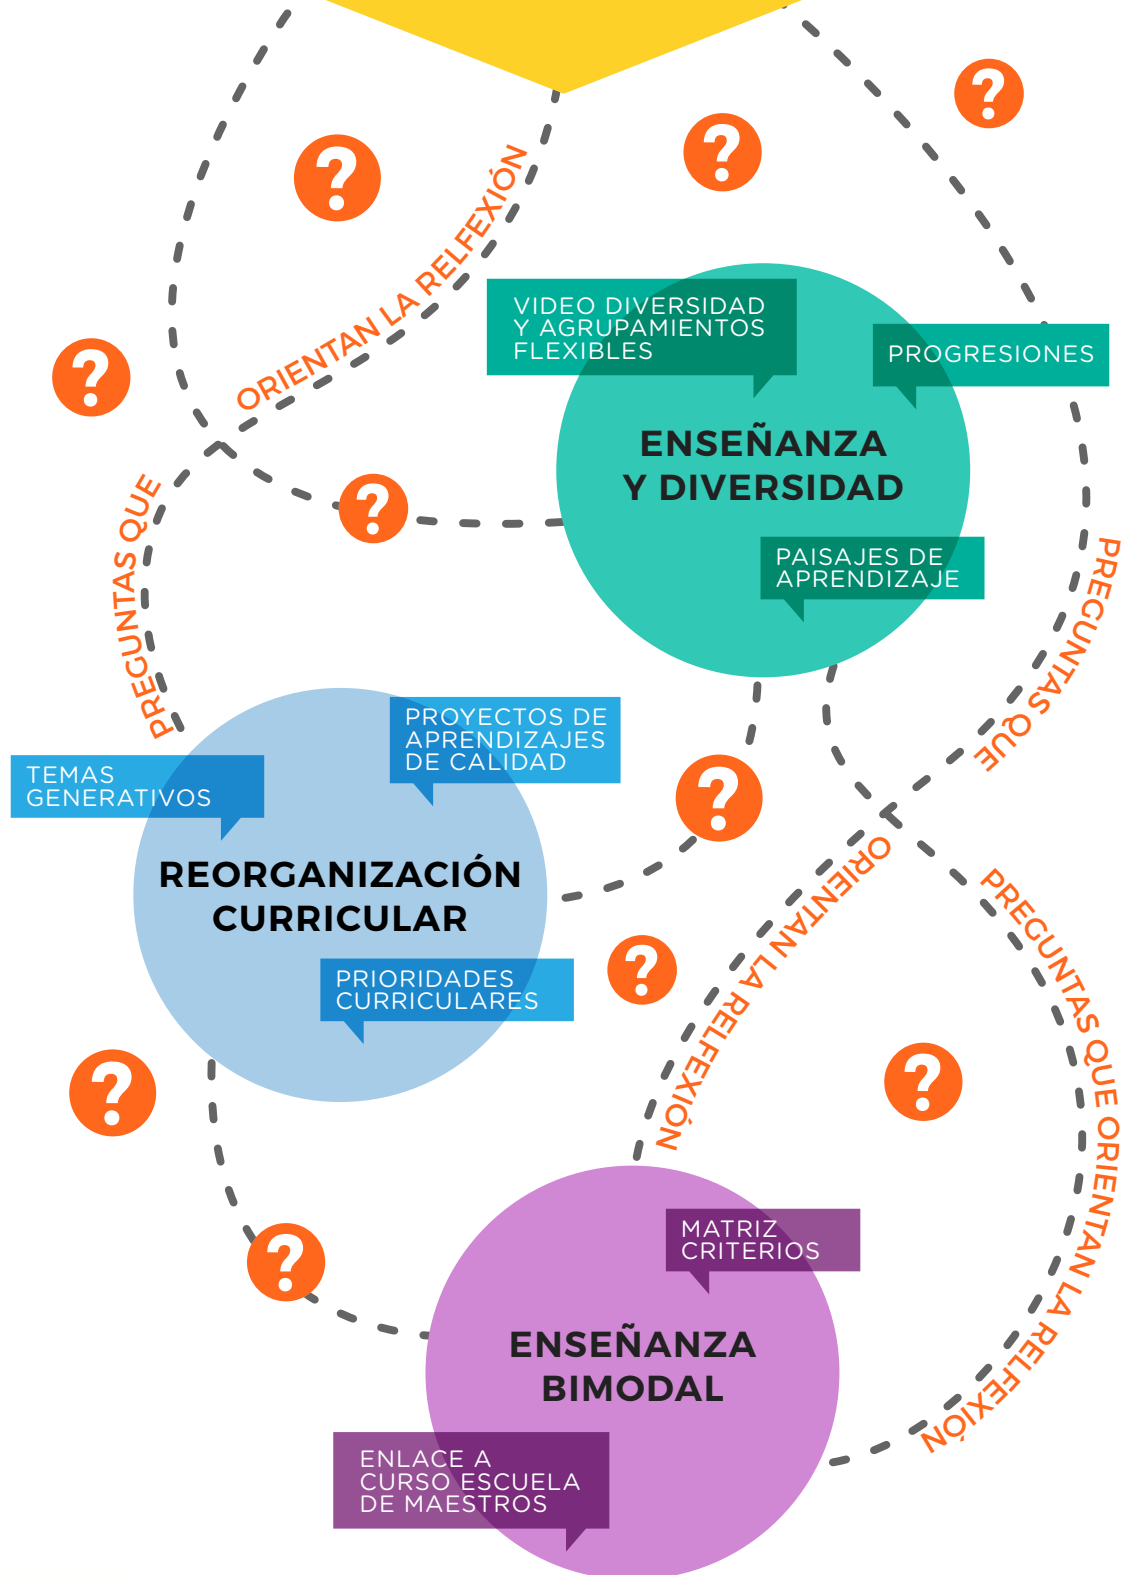 PREGUNTAS QUE
ORIENTAN LA RELFEXIÓN
VIDEO DIVERSIDAD
Y AGRUPAMIENTOS
FLEXIBLES
PROGRESIONES
ENSEÑANZA
Y DIVERSIDAD
PAISAJES DE
APRENDIZAJE
PREGUNTAS QUE
ORIENTAN LA RELFEXIÓN
PROYECTOS DE
APRENDIZAJES
DE CALIDAD
TEMAS
GENERATIVOS
REORGANIZACIÓN
CURRICULAR
PRIORIDADES
CURRICULARES
PREGUNTAS QUE ORIENTAN LA RELFEXIÓN
MATRIZ
CRITERIOS
ENSEÑANZA
BIMODAL
ENLACE A
CURSO ESCUELA
DE MAESTROS